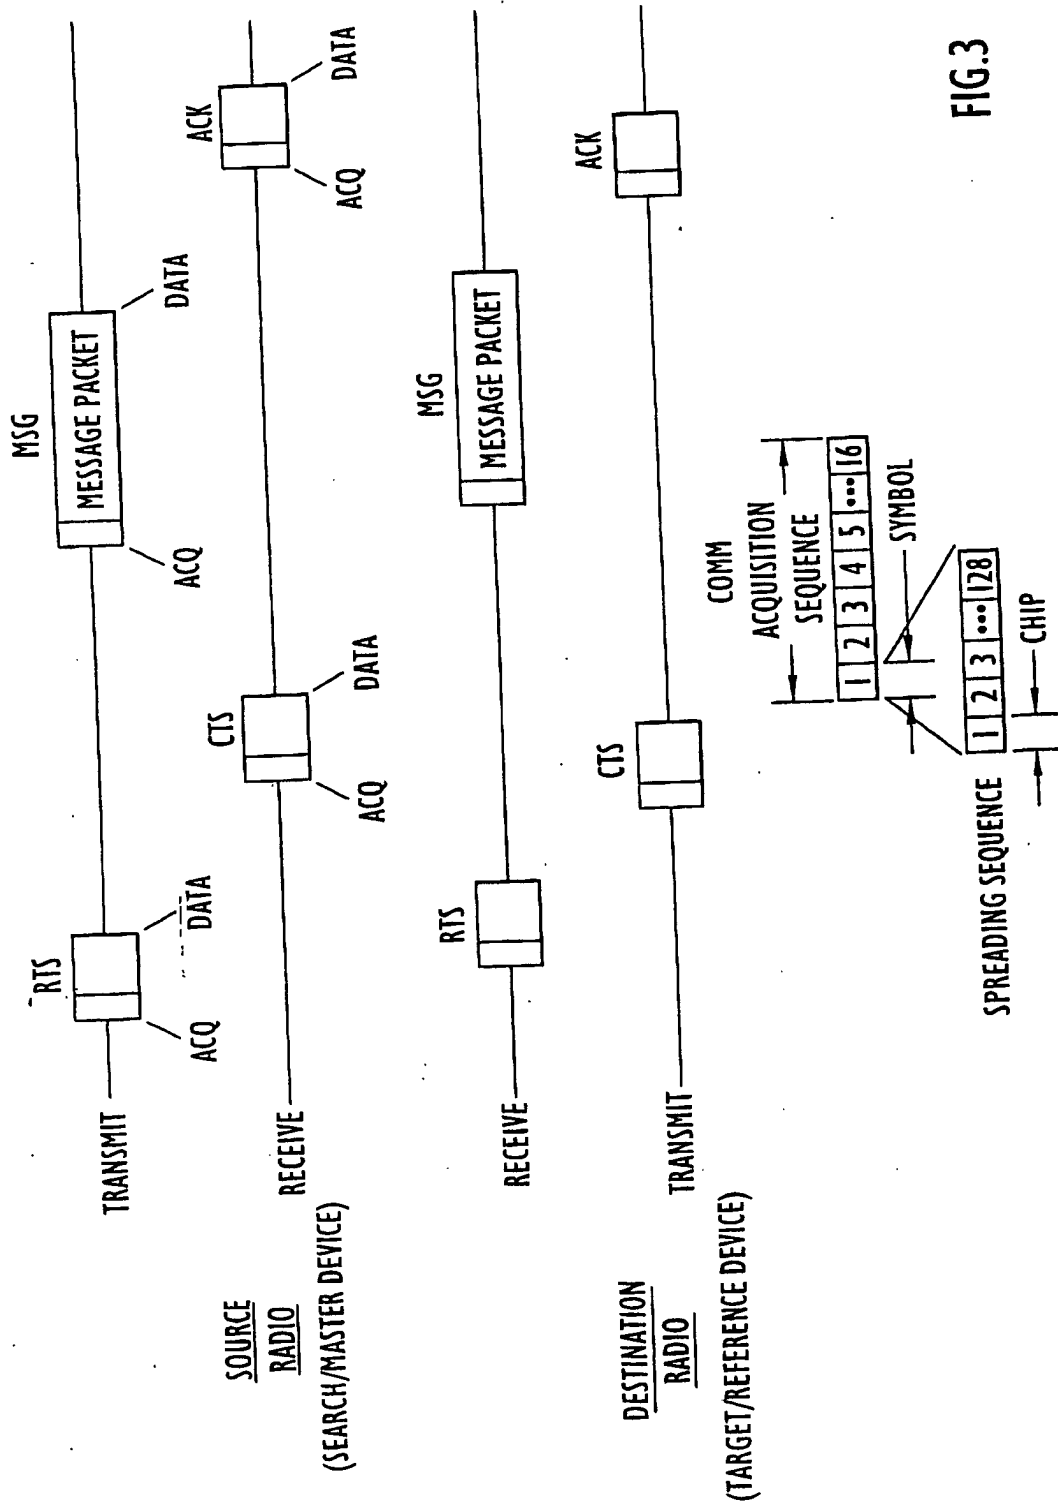 RTS
MSG
TRANSMIT
MESSAGE PACKET
ACQ
DATA
ACQ
DATA
SOURCE
RADIO
(SEARCH/MASTER DEVICE)
CTS
ACK
RECEIVE
ACQ
DATA
ACQ
DATA
RTS
MSG
RECEIVE
MESSAGE PACKET
DESTINATION
RADIO
(TARGET/REFERENCE DEVICE)
CTS
ACK
TRANSMIT
COMM
ACQUISITION
SEQUENCE
1 2 3 4 5 ••• 16
SYMBOL
SPREADING SEQUENCE
1 2 3 ••• 128
CHIP
FIG.3